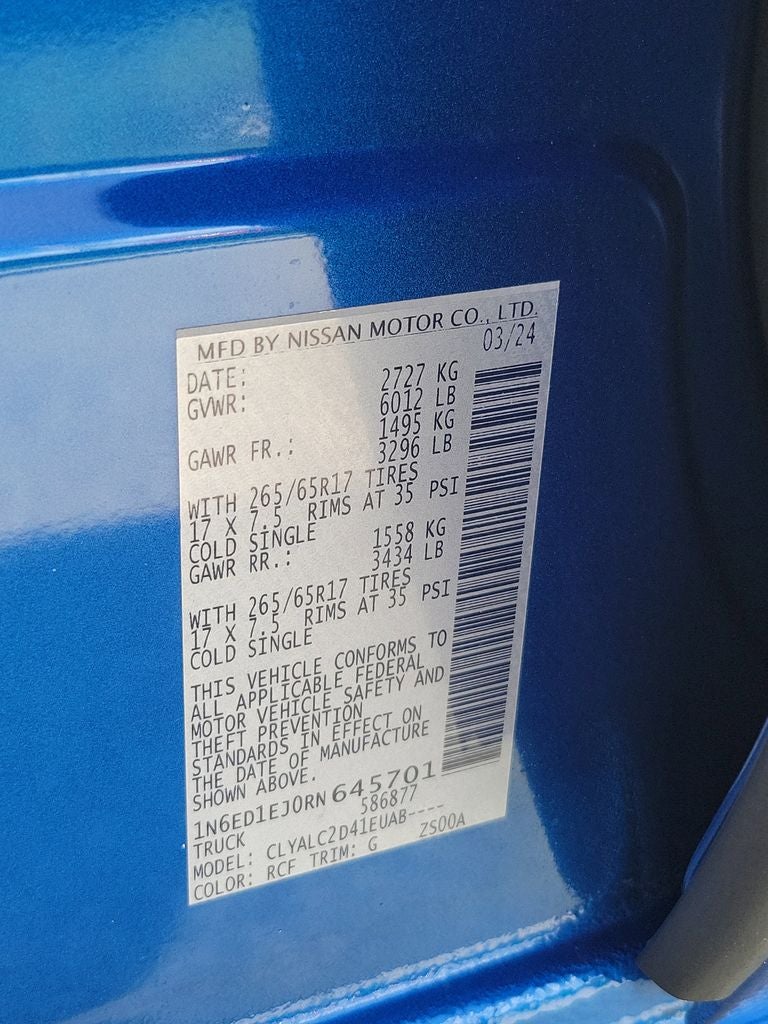 MFD BY NISSAN MOTOR CO., LTD.
DATE: 03/24
GVWR: 2727 KG
6012 LB
GAWR FR.: 1495 KG
3296 LB
WITH 265/65R17 TIRES
17 X 7.5 RIMS AT 35 PSI
COLD SINGLE
GAWR RR.: 1558 KG
3434 LB
WITH 265/65R17 TIRES
17 X 7.5 RIMS AT 35 PSI
COLD SINGLE
THIS VEHICLE CONFORMS TO
ALL APPLICABLE FEDERAL
MOTOR VEHICLE SAFETY AND
THEFT PREVENTION
STANDARDS IN EFFECT ON
THE DATE OF MANUFACTURE
SHOWN ABOVE.
1N6ED1EJ0RN645701
TRUCK 586877
MODEL: CLYALC2D41EUAB----
COLOR: RCF TRIM: G ZS00A